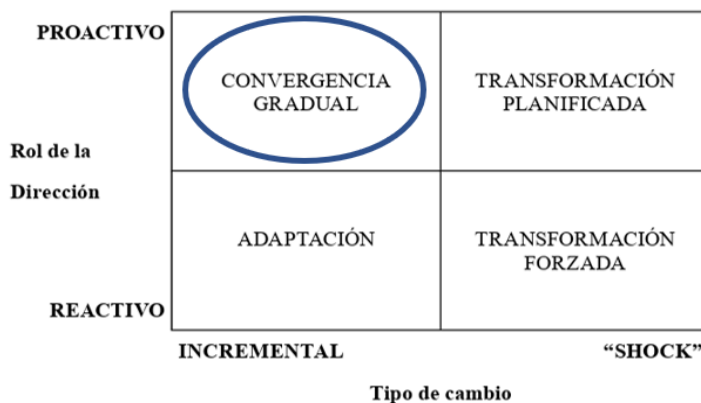 PROACTIVO
CONVERGENCIA
GRADUAL
TRANSFORMACIÓN
PLANIFICADA
Rol de la
Dirección
ADAPTACIÓN
TRANSFORMACIÓN
FORZADA
REACTIVO
INCREMENTAL
“SHOCK”
Tipo de cambio